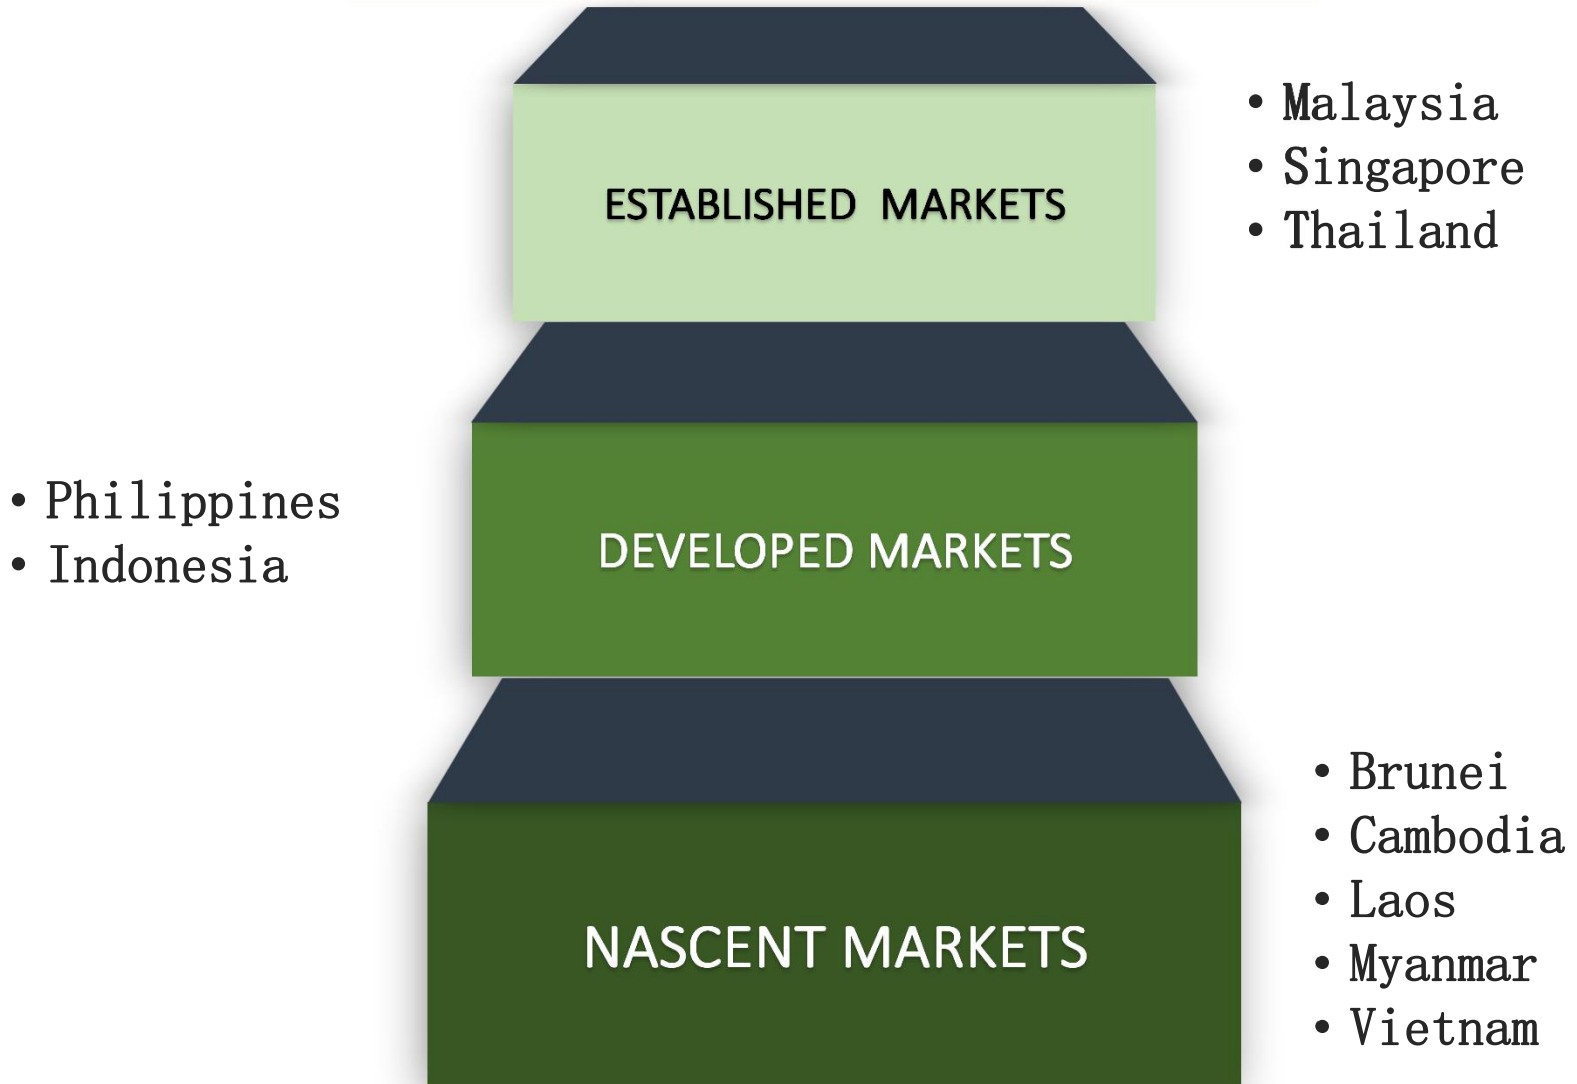 ESTABLISHED MARKETS
• Malaysia
• Singapore
• Thailand
• Philippines
• Indonesia
DEVELOPED MARKETS
NASCENT MARKETS
• Brunei
• Cambodia
• Laos
• Myanmar
• Vietnam